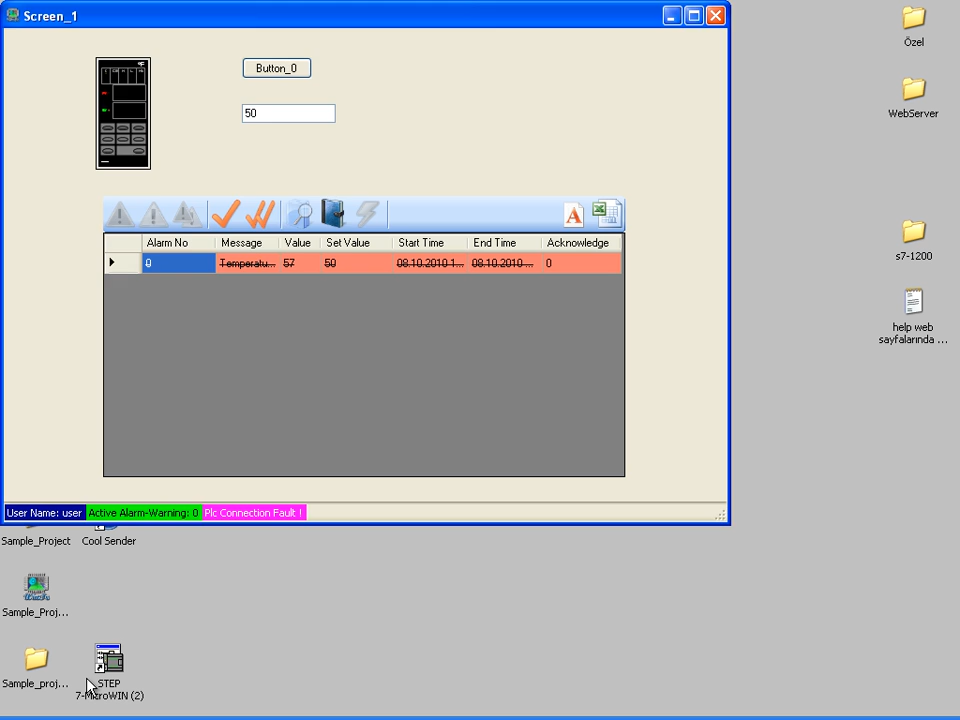 Screen_1
Özel
Button_0
50
WebServer
Alarm No Message Value Set Value Start Time End Time Acknowledge
0 Temperatu... 57 50 08.10.2010 1... 08.10.2010 ... 0
s7-1200
help web
sayfalarında ...
User Name: user Active Alarm-Warning: 0 Plc Connection Fault !
Sample_Project Cool Sender
Sample_Proj...
Sample_proj... STEP
7-MicroWIN (2)